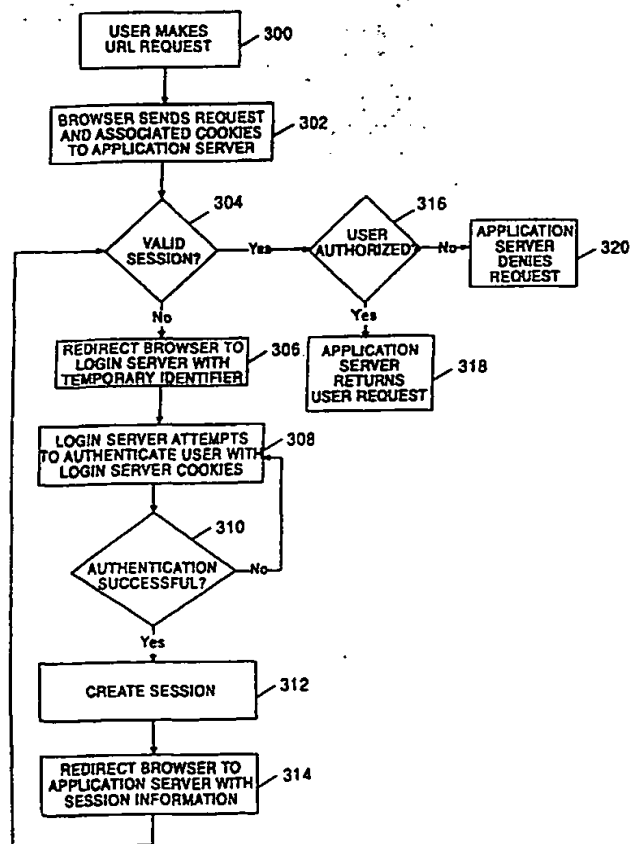 USER MAKES
URL REQUEST
300
BROWSER SENDS REQUEST
AND ASSOCIATED COOKIES
TO APPLICATION SERVER
302
304
VALID
SESSION?
Yes
316
USER
AUTHORIZED?
No
APPLICATION
SERVER
DENIES
REQUEST
320
No
Yes
REDIRECT BROWSER TO
LOGIN SERVER WITH
TEMPORARY IDENTIFIER
306
APPLICATION
SERVER
RETURNS
USER REQUEST
318
LOGIN SERVER ATTEMPTS
TO AUTHENTICATE USER WITH
LOGIN SERVER COOKIES
308
310
AUTHENTICATION
SUCCESSFUL?
No
Yes
CREATE SESSION
312
REDIRECT BROWSER TO
APPLICATION SERVER WITH
SESSION INFORMATION
314